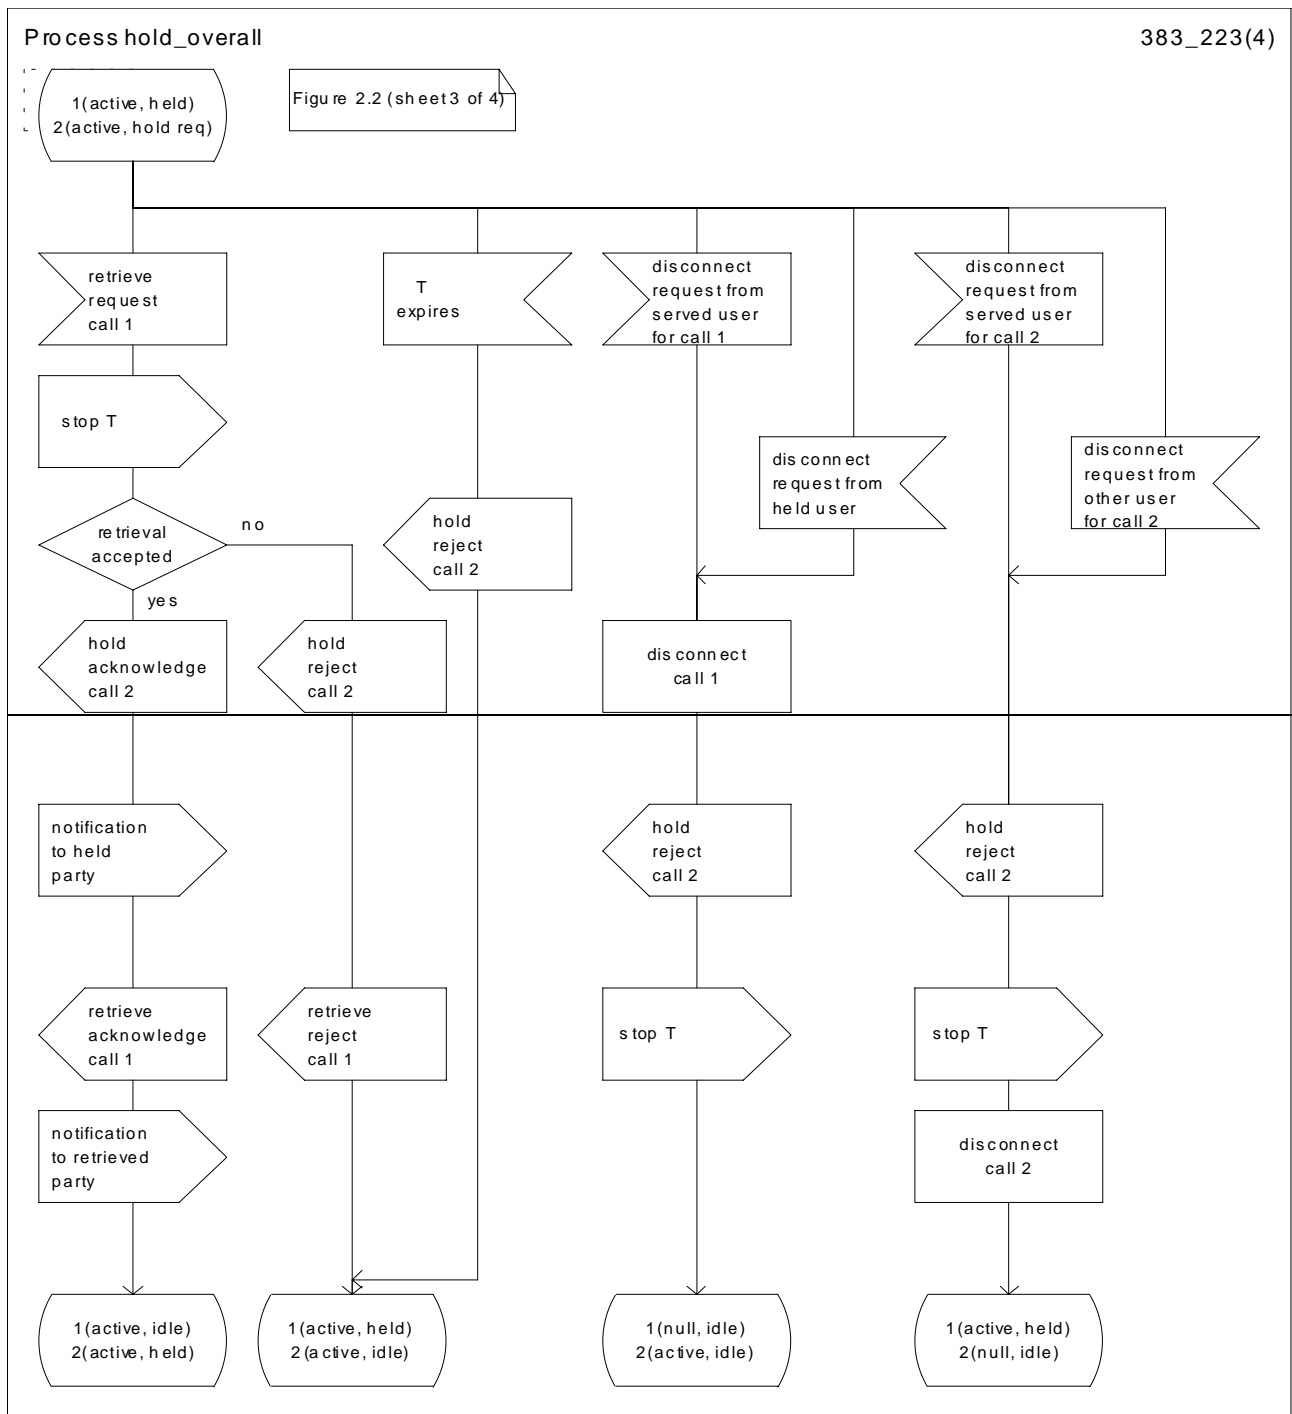 Process hold_overall
383_223(4)
1(active, held)
2(active, hold req)
Figure 2.2 (sheet 3 of 4)
retrieve
request
call 1
T
expires
disconnect
request from
served user
for call 1
disconnect
request from
served user
for call 2
stop T
disconnect
request from
held user
disconnect
request from
other user
for call 2
retrieval
accepted
no
yes
hold
reject
call 2
hold
acknowledge
call 2
hold
reject
call 2
disconnect
call 1
notification
to held
party
hold
reject
call 2
hold
reject
call 2
retrieve
acknowledge
call 1
retrieve
reject
call 1
stop T
stop T
notification
to retrieved
party
disconnect
call 2
1(active, idle)
2(active, held)
1(active, held)
2(active, idle)
1(null, idle)
2(active, idle)
1(active, held)
2(null, idle)